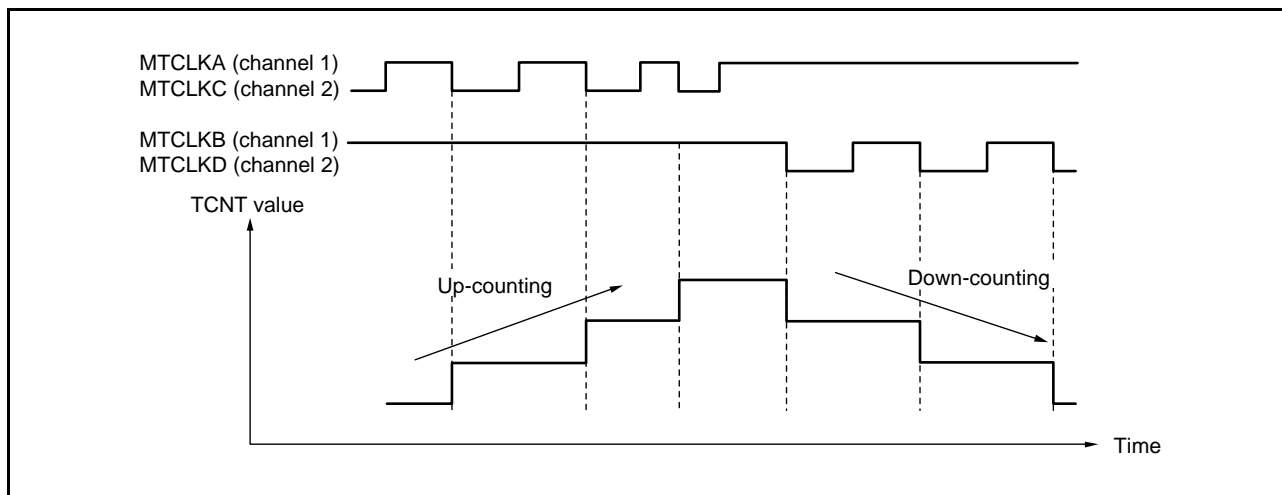 MTCLKA (channel 1)
MTCLKC (channel 2)
MTCLKB (channel 1)
MTCLKD (channel 2)
TCNT value
Up-counting
Down-counting
Time